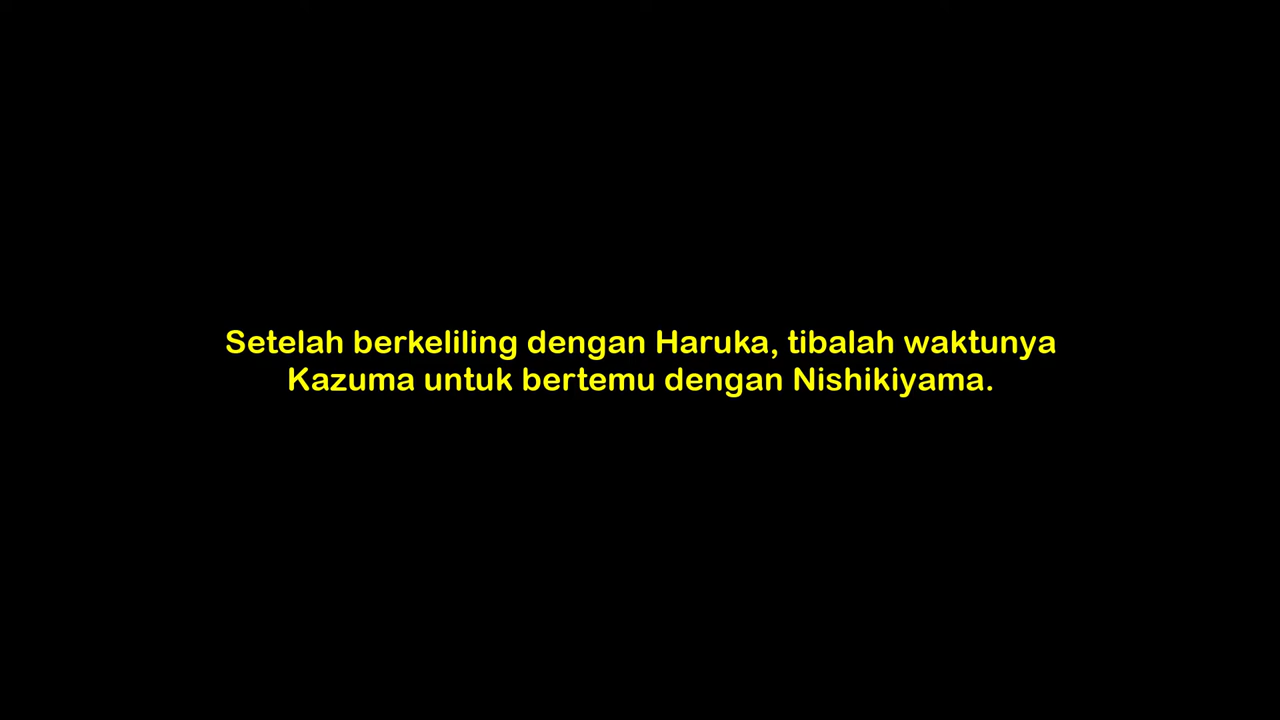 Setelah berkeliling dengan Haruka, tibalah waktunya
Kazuma untuk bertemu dengan Nishikiyama.